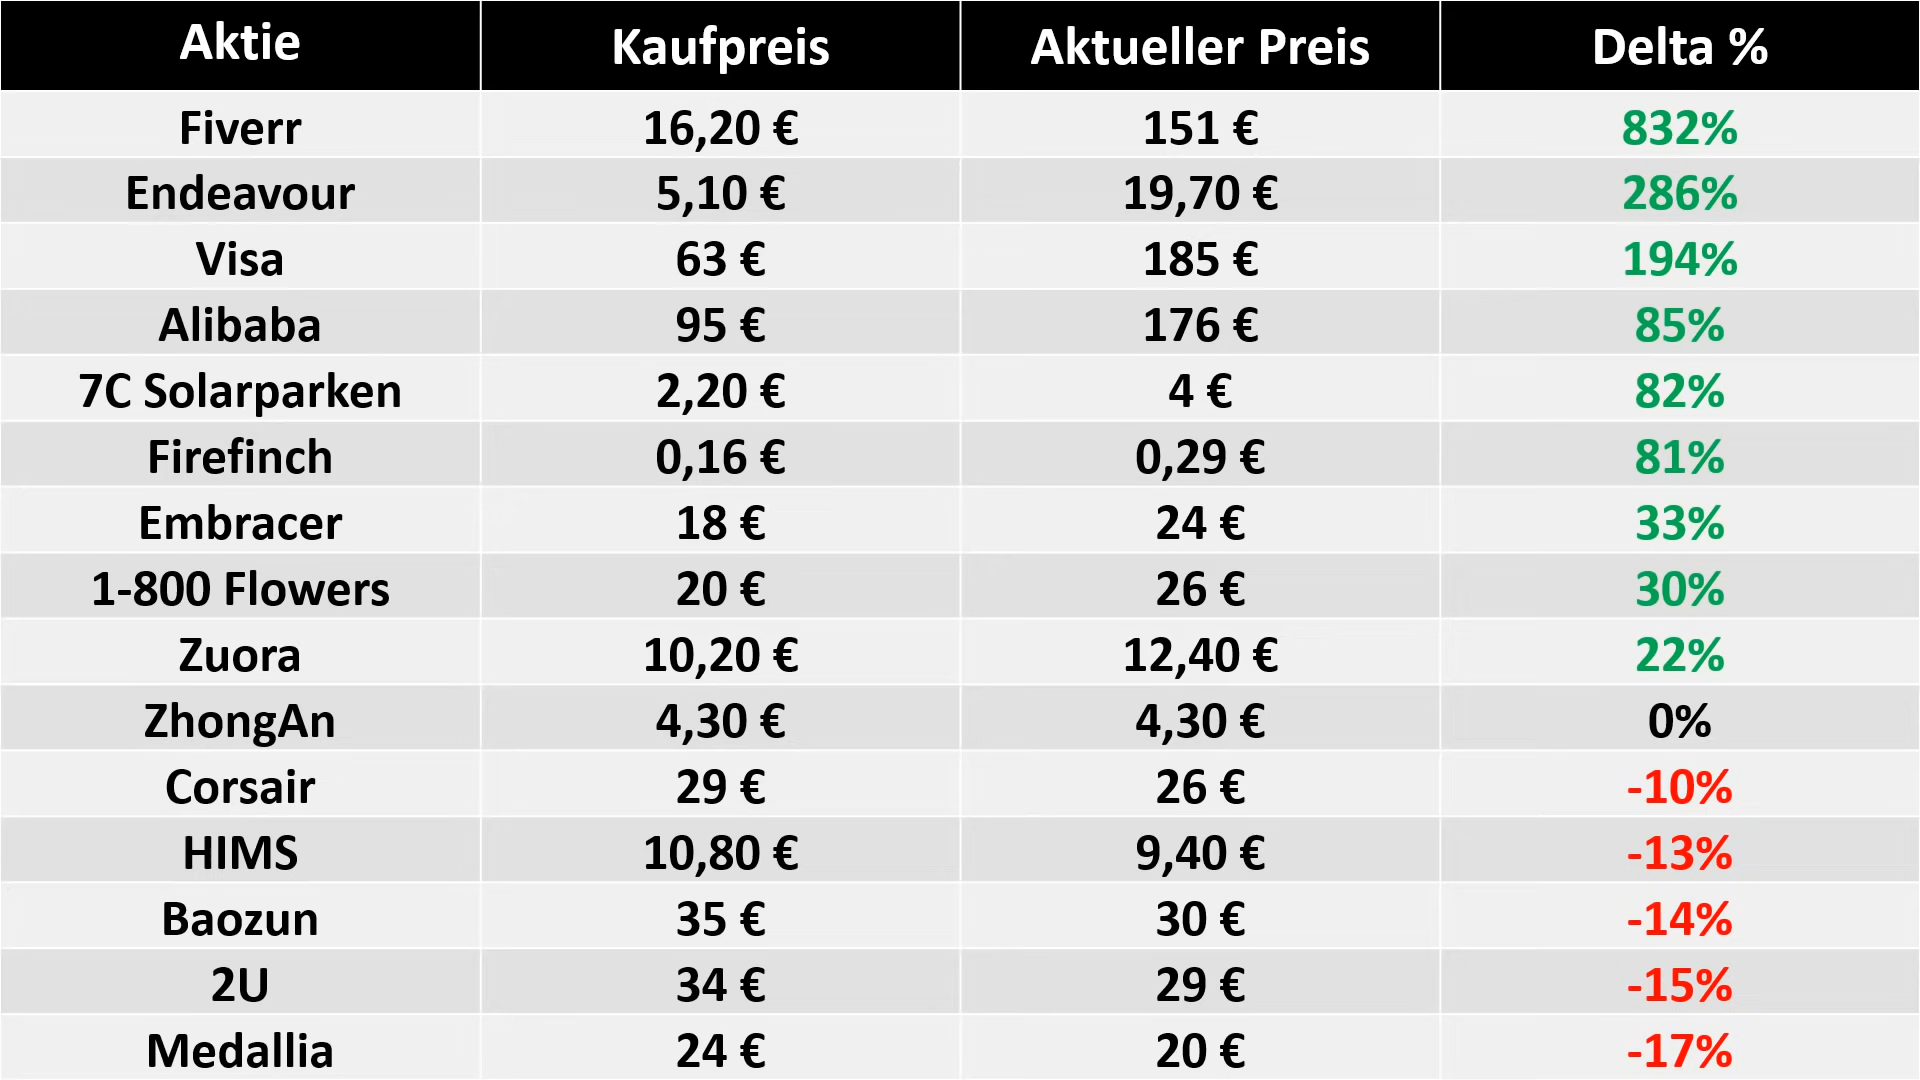 Aktie Kaufpreis Aktueller Preis Delta %
Fiverr 16,20 € 151 € 832%
Endeavour 5,10 € 19,70 € 286%
Visa 63 € 185 € 194%
Alibaba 95 € 176 € 85%
7C Solarparken 2,20 € 4 € 82%
Firefinch 0,16 € 0,29 € 81%
Embracer 18 € 24 € 33%
1-800 Flowers 20 € 26 € 30%
Zuora 10,20 € 12,40 € 22%
ZhongAn 4,30 € 4,30 € 0%
Corsair 29 € 26 € -10%
HIMS 10,80 € 9,40 € -13%
Baozun 35 € 30 € -14%
2U 34 € 29 € -15%
Medallia 24 € 20 € -17%